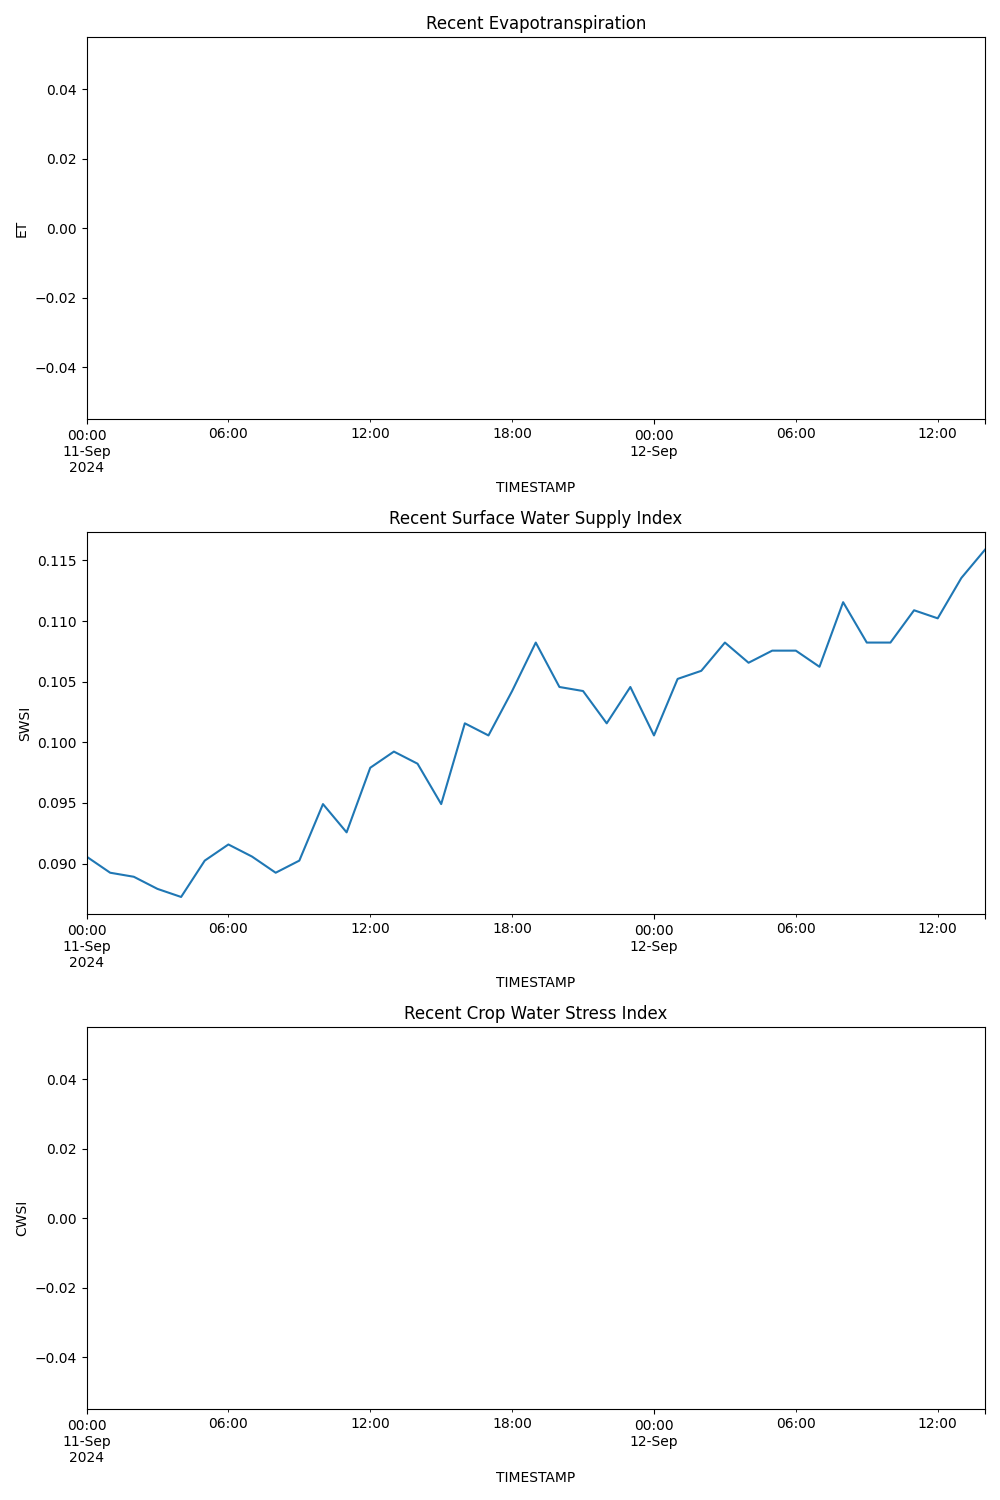 Recent Evapotranspiration
0.04
0.02
0.00
−0.02
−0.04
ET
00:00 06:00 12:00 18:00 00:00 06:00 12:00
11-Sep 12-Sep
2024
TIMESTAMP
Recent Surface Water Supply Index
0.115
0.110
0.105
0.100
0.095
0.090
SWSI
00:00 06:00 12:00 18:00 00:00 06:00 12:00
11-Sep 12-Sep
2024
TIMESTAMP
Recent Crop Water Stress Index
0.04
0.02
0.00
−0.02
−0.04
CWSI
00:00 06:00 12:00 18:00 00:00 06:00 12:00
11-Sep 12-Sep
2024
TIMESTAMP